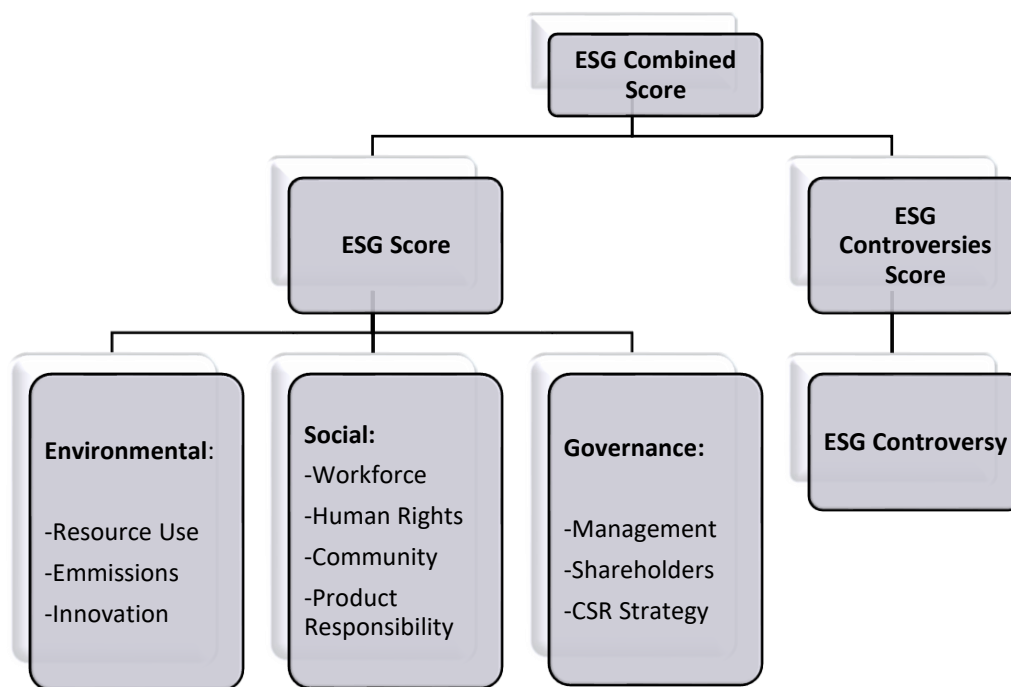 ESG Combined
Score
ESG Score
ESG
Controversies
Score
Environmental:
-Resource Use
-Emmissions
-Innovation
Social:
-Workforce
-Human Rights
-Community
-Product
Responsibility
Governance:
-Management
-Shareholders
-CSR Strategy
ESG Controversy